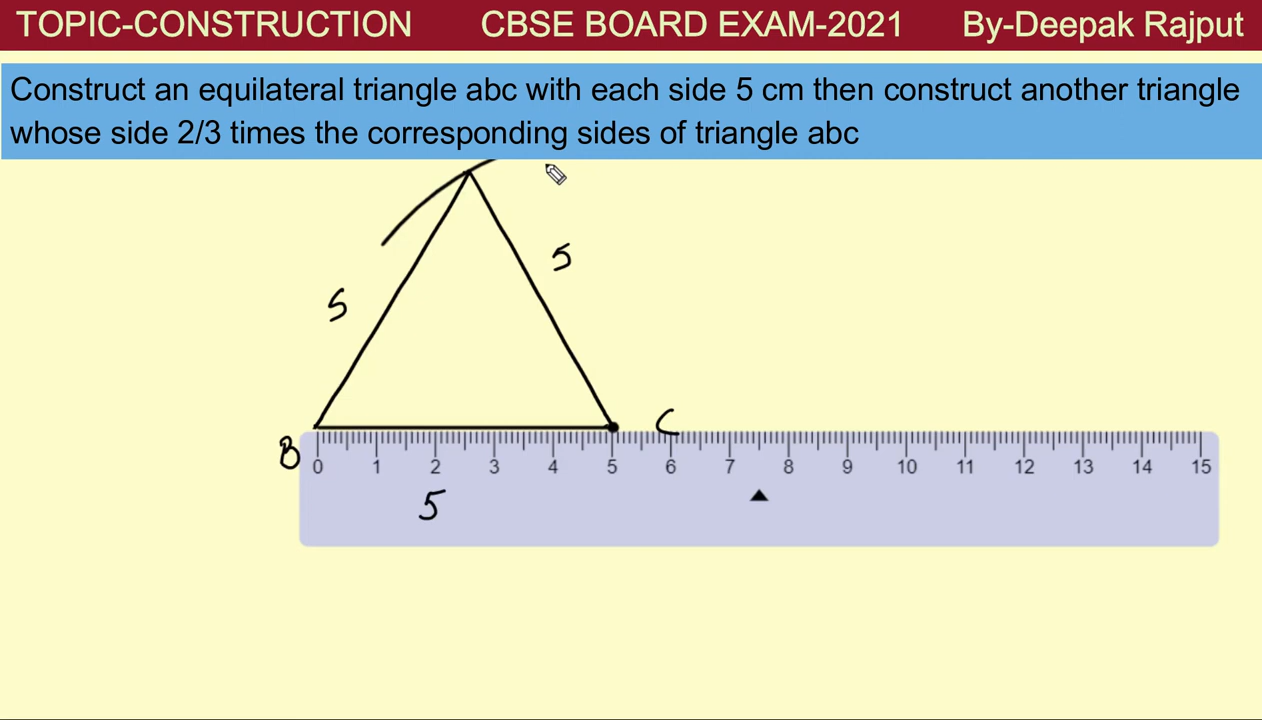 TOPIC-CONSTRUCTION CBSE BOARD EXAM-2021 By-Deepak Rajput
Construct an equilateral triangle abc with each side 5 cm then construct another triangle
whose side 2/3 times the corresponding sides of triangle abc
5
5
C
B
0 1 2 3 4 5 6 7 8 9 10 11 12 13 14 15
5